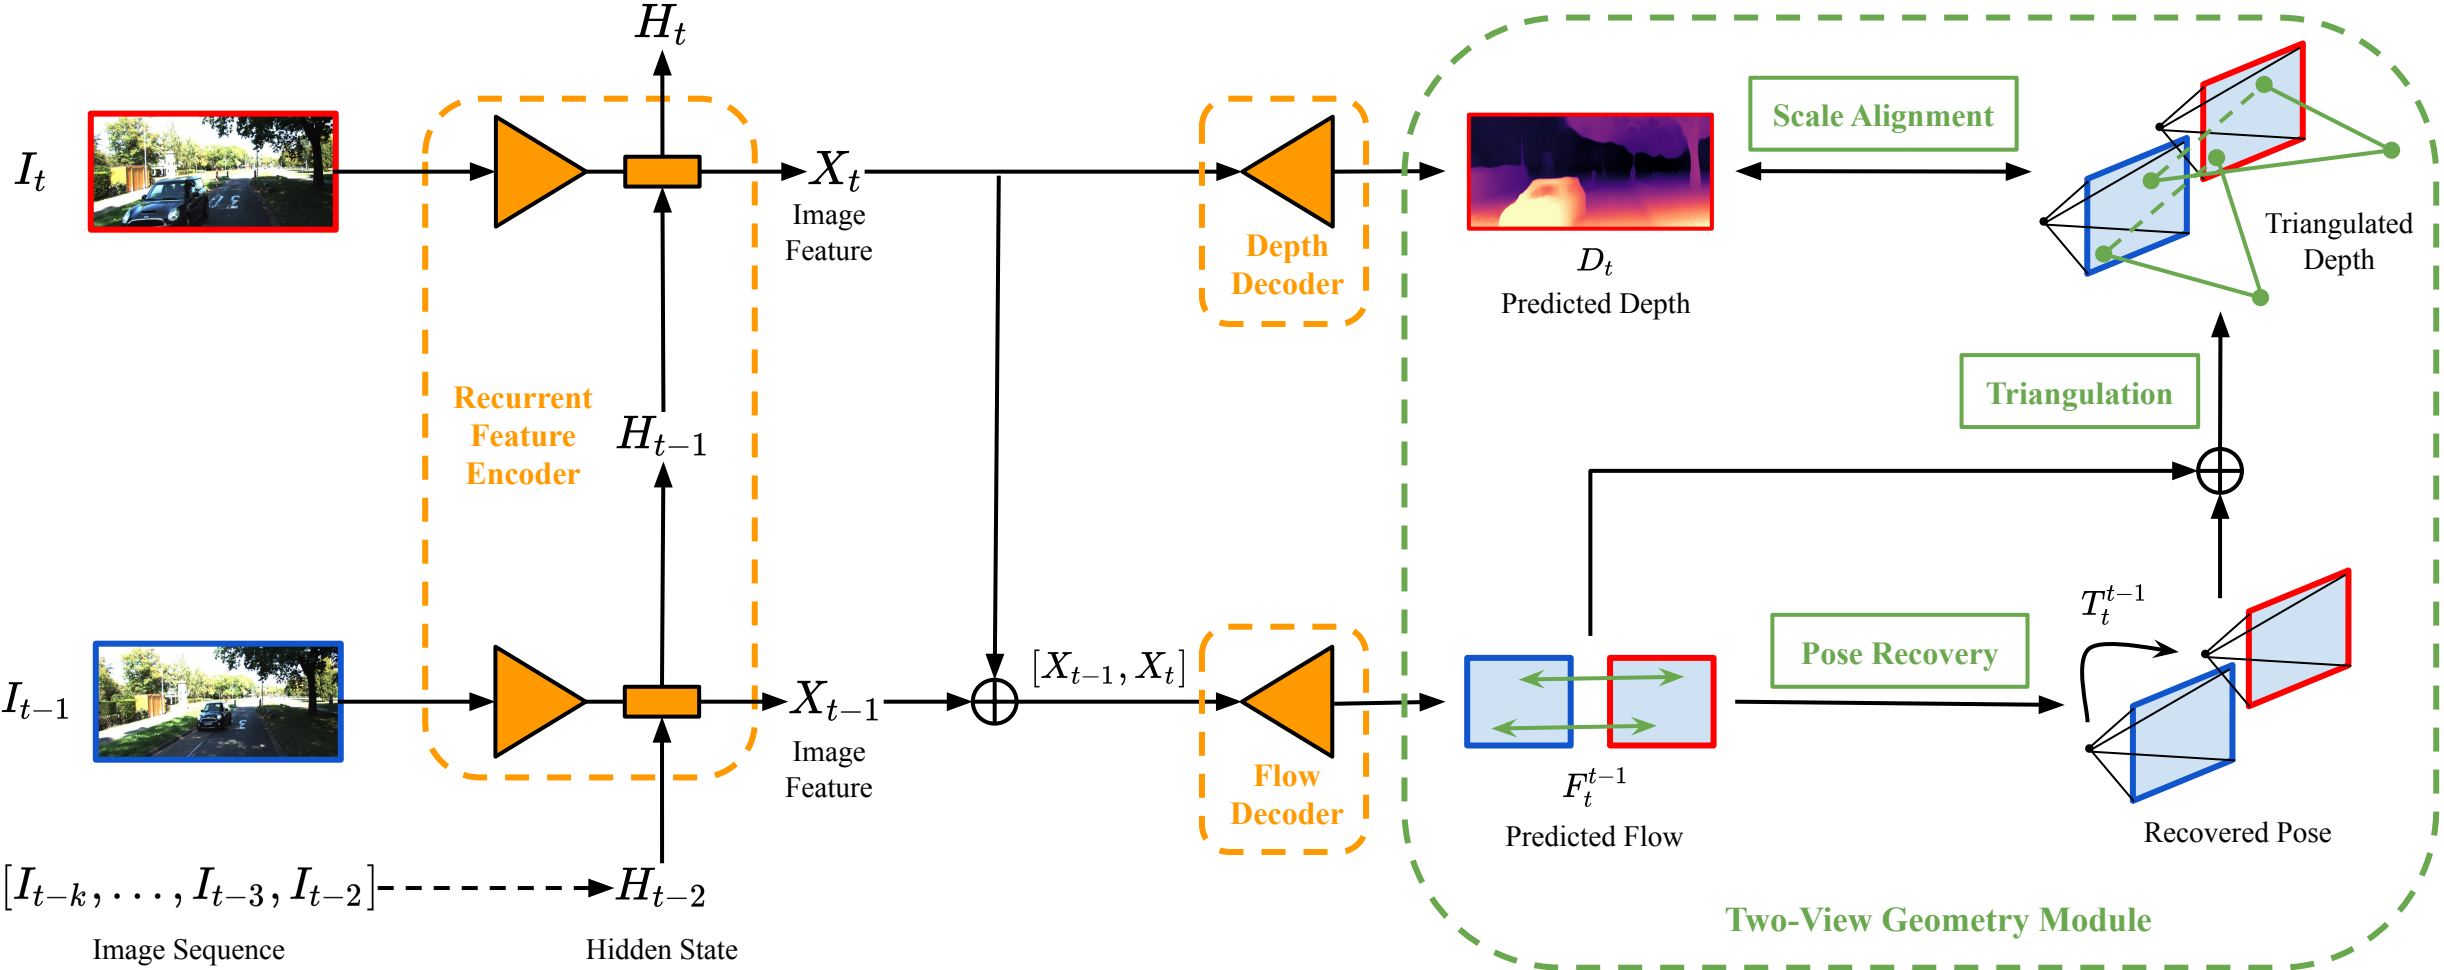 H_t
I_t
X_t
Image
Feature
Depth
Decoder
D_t
Predicted Depth
Scale Alignment
Triangulated
Depth
Recurrent
Feature
Encoder
H_{t-1}
Triangulation
I_{t-1}
X_{t-1}
Image
Feature
[X_{t-1}, X_t]
Flow
Decoder
F_t^{t-1}
Predicted Flow
Pose Recovery
T_t^{t-1}
Recovered Pose
[I_{t-k}, ..., I_{t-3}, I_{t-2}]
H_{t-2}
Image Sequence
Hidden State
Two-View Geometry Module